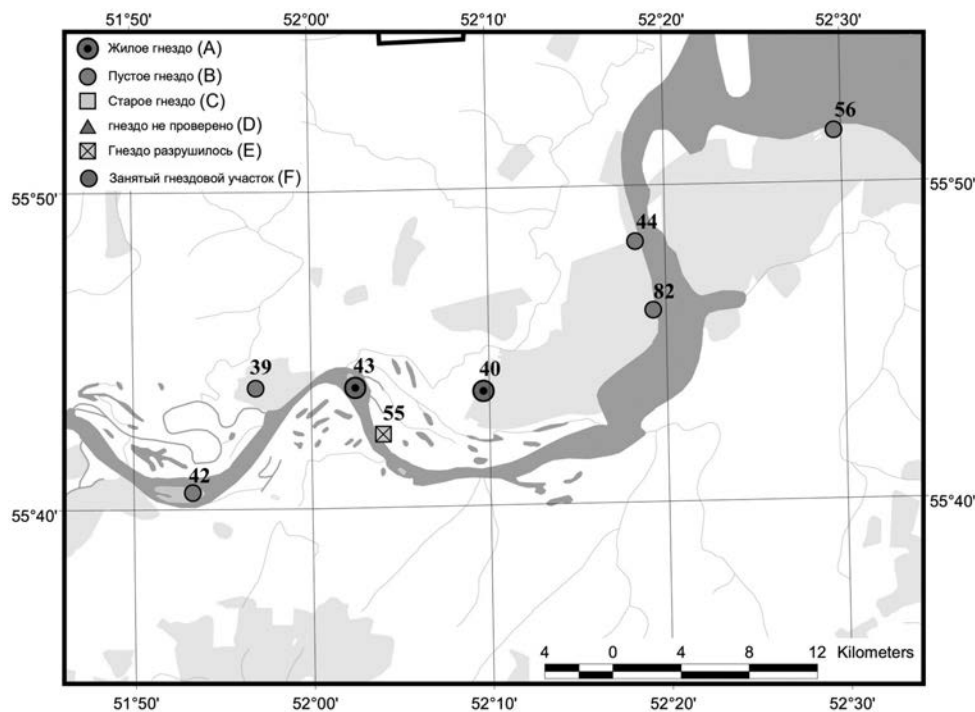 51°50' 52°00' 52°10' 52°20' 52°30'
Жилое гнездо (A)
Пустое гнездо (B)
Старое гнездо (C)
гнездо не проверено (D)
Гнездо разрушилось (E)
Занятый гнездовой участок (F)
56
55°50' 55°50'
44
82
39 43 40
55
42
55°40' 55°40'
4 0 4 8 12 Kilometers
51°50' 52°00' 52°10' 52°20' 52°30'